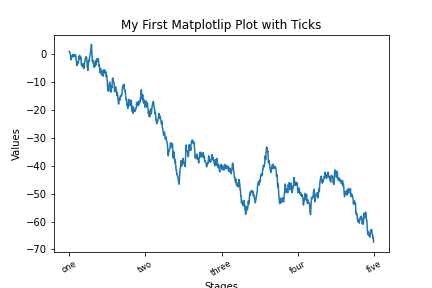 My First Matplotlip Plot with Ticks
0
−10
−20
−30
−40
−50
−60
−70
Values
one
two
three
four
five
Stages